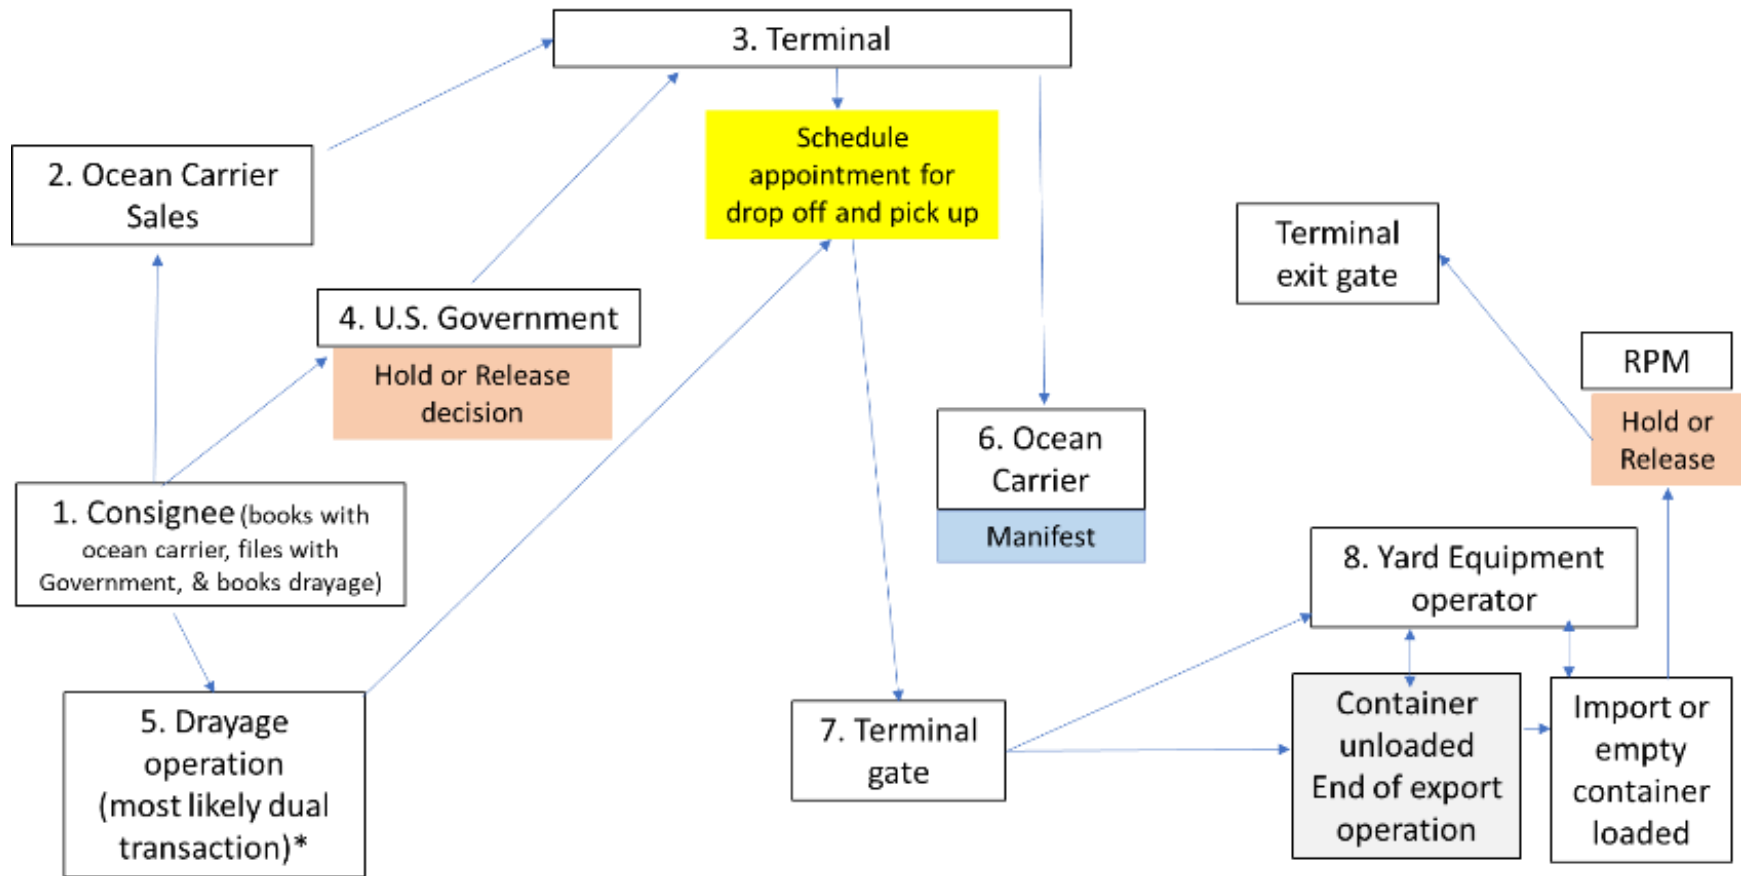 3. Terminal
Schedule
appointment for
drop off and pick up
2. Ocean Carrier
Sales
Terminal
exit gate
4. U.S. Government
Hold or Release
decision
RPM
Hold or
Release
6. Ocean
Carrier
Manifest
1. Consignee (books with
ocean carrier, files with
Government, & books drayage)
8. Yard Equipment
operator
5. Drayage
operation
(most likely dual
transaction)*
7. Terminal
gate
Container
unloaded
End of export
operation
Import or
empty
container
loaded